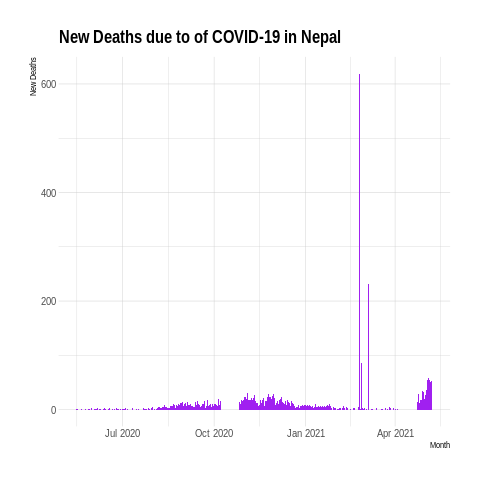 New Deaths due to of COVID-19 in Nepal
New Deaths
600
400
200
0
Jul 2020
Oct 2020
Jan 2021
Apr 2021
Month